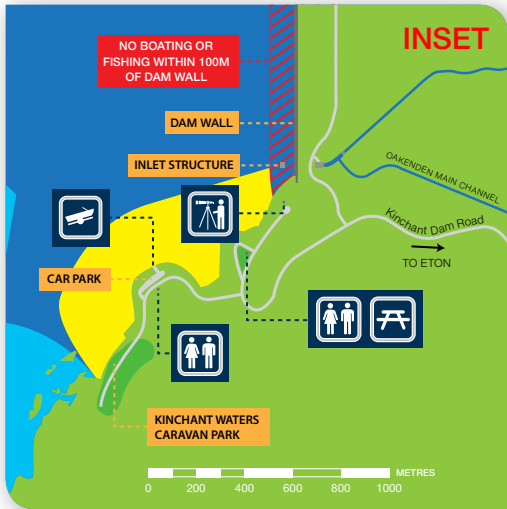 INSET
NO BOATING OR
FISHING WITHIN 100M
OF DAM WALL
DAM WALL
INLET STRUCTURE
OAKENDEN MAIN CHANNEL
Kinchant Dam Road
TO ETON
CAR PARK
KINCHANT WATERS
CARAVAN PARK
METRES
0 200 400 600 800 1000